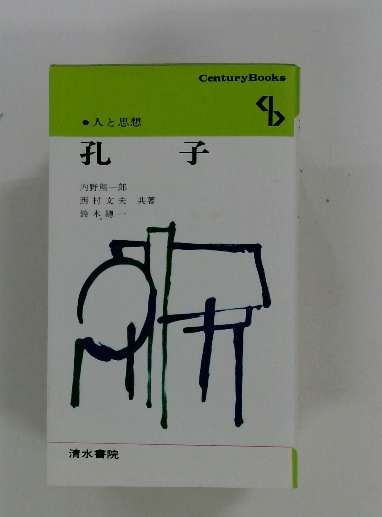 CenturyBooks
●人と思想
孔子
内野熊一郎
西村文夫 共著
鈴木總一
清水書院